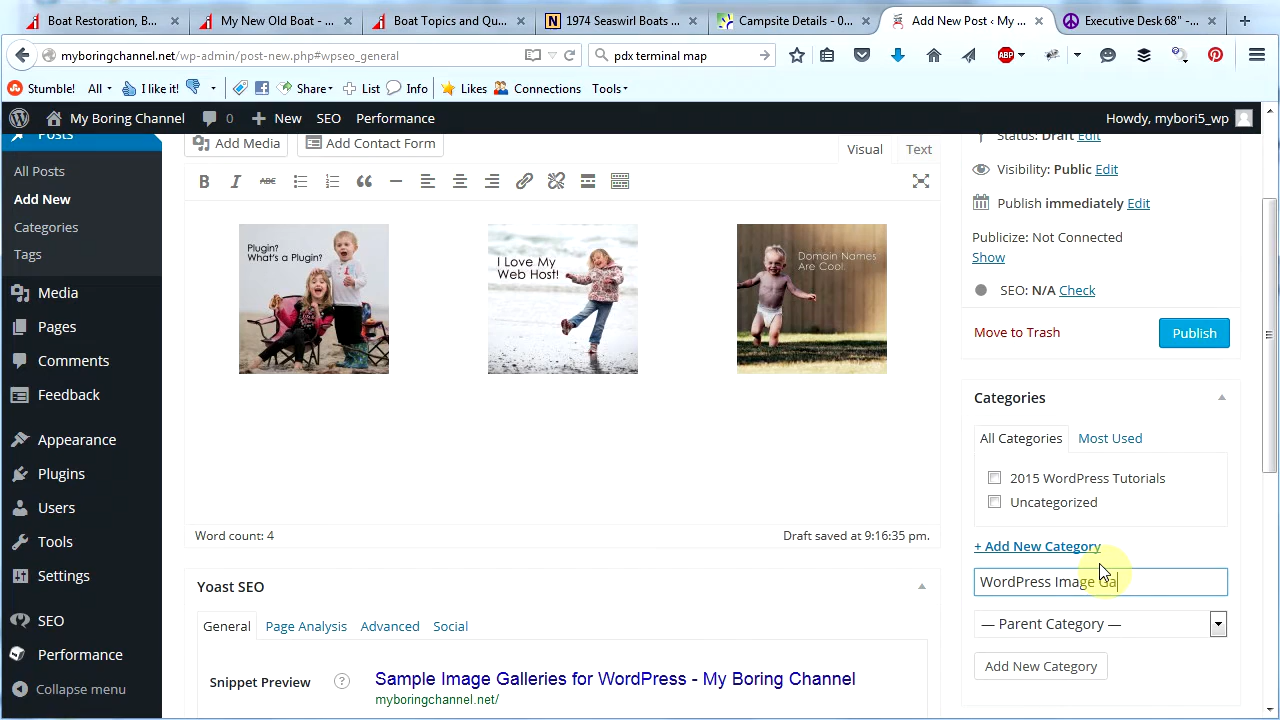 Boat Restoration, B...
My New Old Boat - ...
Boat Topics and Qu...
1974 Seaswirl Boats ...
Campsite Details - 0...
Add New Post ‹ My ...
Executive Desk 68" -...
myboringchannel.net/wp-admin/post-new.php#wpseo_general
pdx terminal map
ABP
Stumble!
All
I like it!
Share
List
Info
Likes
Connections
Tools
My Boring Channel
0
New
SEO
Performance
Howdy, mybori5_wp
Posts
All Posts
Add New
Categories
Tags
Media
Pages
Comments
Feedback
Appearance
Plugins
Users
Tools
Settings
SEO
Performance
Collapse menu
Add Media
Add Contact Form
Visual
Text
B
I
ABC
Plugin?
What's a Plugin?
I Love My
Web Host!
Domain Names
Are Cool.
Word count: 4
Draft saved at 9:16:35 pm.
Yoast SEO
General
Page Analysis
Advanced
Social
Snippet Preview
?
Sample Image Galleries for WordPress - My Boring Channel
myboringchannel.net/
Status: Draft Edit
Visibility: Public Edit
Publish immediately Edit
Publicize: Not Connected
Show
SEO: N/A Check
Move to Trash
Publish
Categories
All Categories
Most Used
2015 WordPress Tutorials
Uncategorized
+ Add New Category
WordPress Image Ga
— Parent Category —
Add New Category